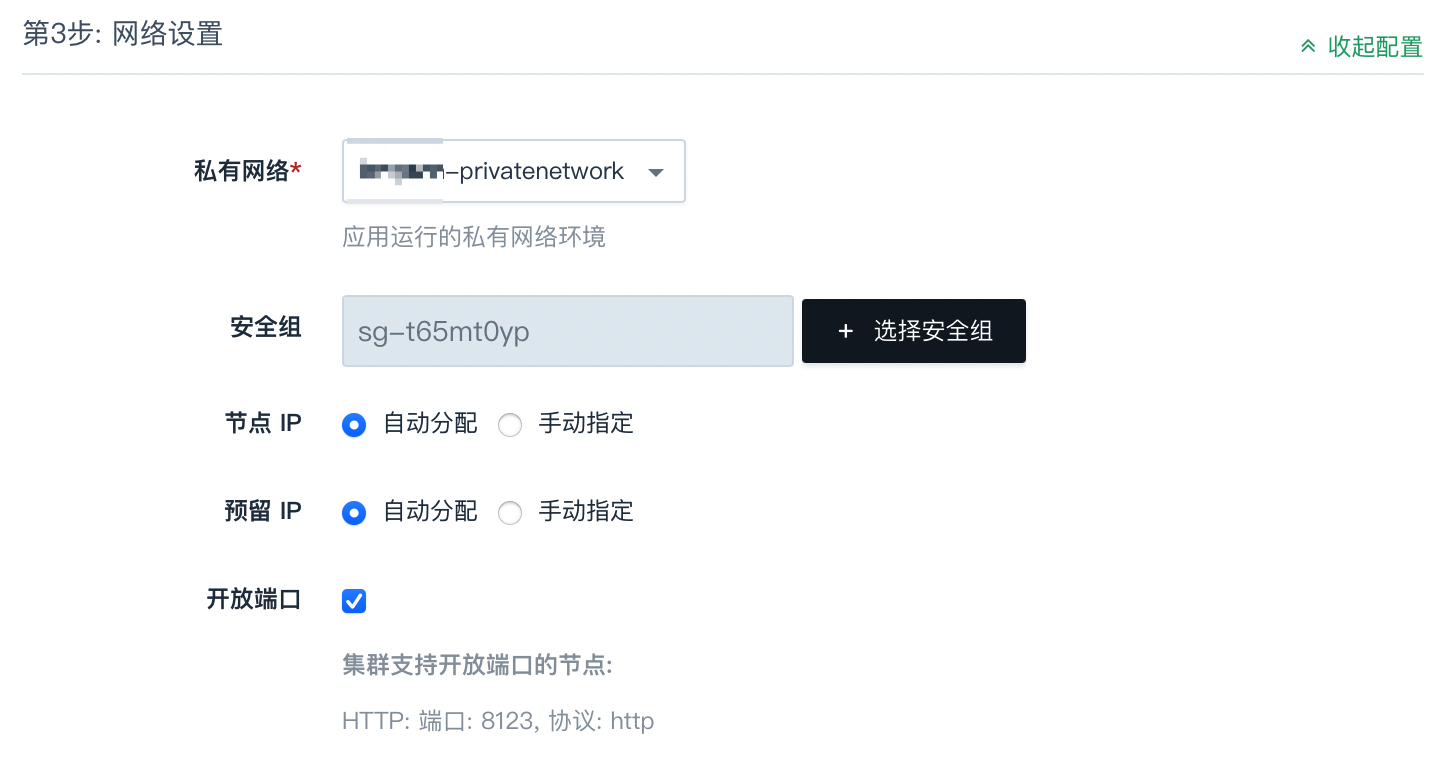 第3步: 网络设置
收起配置
私有网络*
-privatenetwork
应用运行的私有网络环境
安全组
sg-t65mt0yp
+ 选择安全组
节点 IP
自动分配 手动指定
预留 IP
自动分配 手动指定
开放端口
集群支持开放端口的节点:
HTTP: 端口: 8123, 协议: http